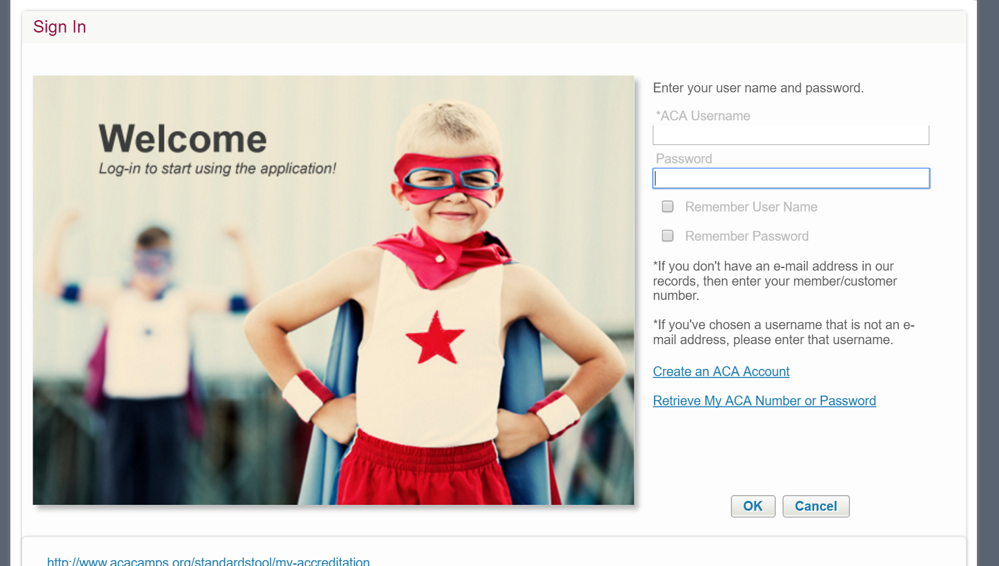 Sign In
Welcome
Log-in to start using the application!
Enter your user name and password.
*ACA Username
Password
Remember User Name
Remember Password
*If you don't have an e-mail address in our
records, then enter your member/customer
number.
*If you've chosen a username that is not an e-
mail address, please enter that username.
Create an ACA Account
Retrieve My ACA Number or Password
OK
Cancel
http://www.acacamps.org/standardstool/my-accreditation